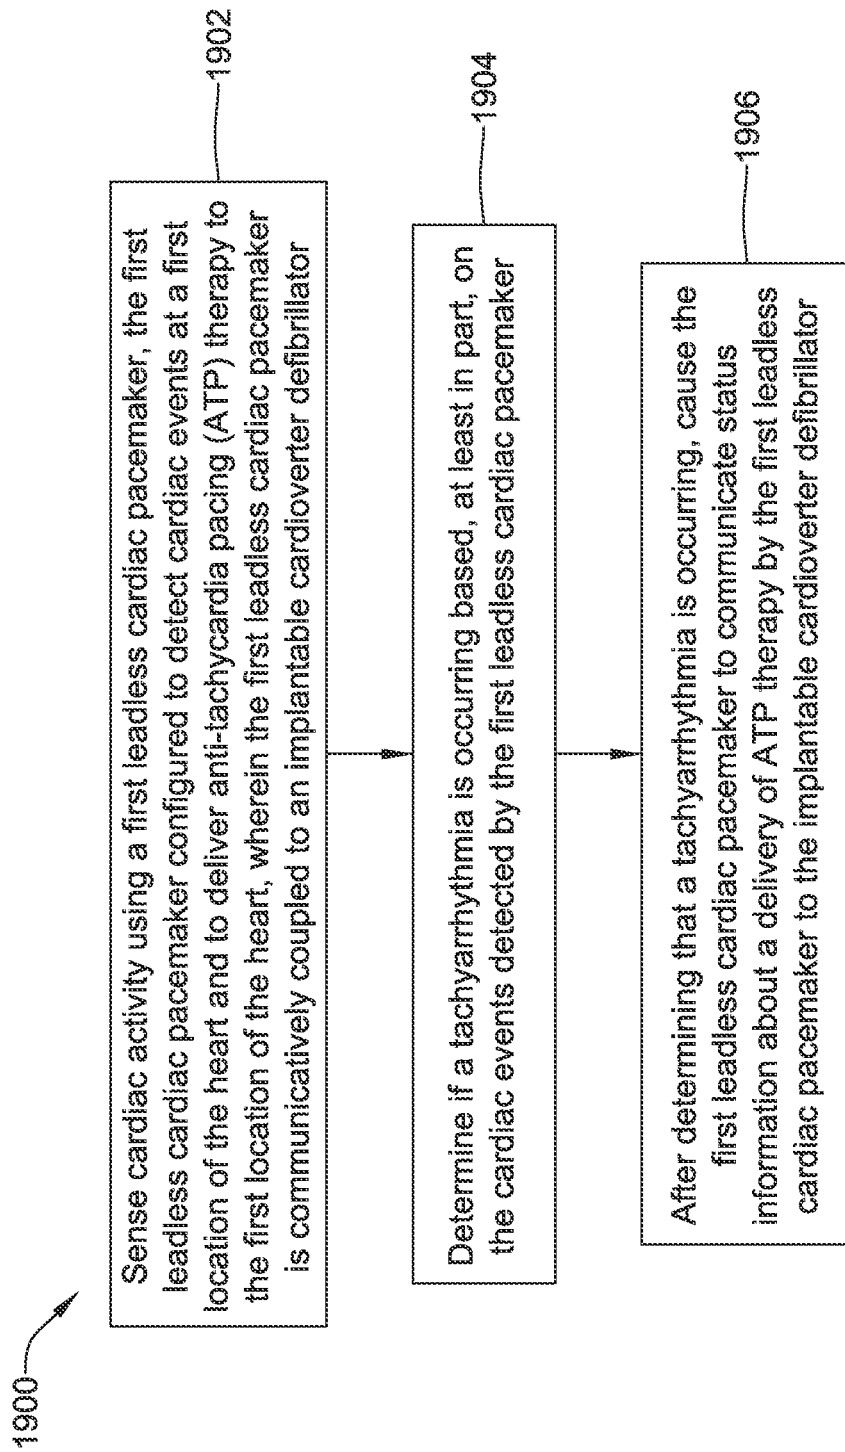 1900
Sense cardiac activity using a first leadless cardiac pacemaker, the first
leadless cardiac pacemaker configured to detect cardiac events at a first
location of the heart and to deliver anti-tachycardia pacing (ATP) therapy to
the first location of the heart, wherein the first leadless cardiac pacemaker
is communicatively coupled to an implantable cardioverter defibrillator
1902
Determine if a tachyarrhythmia is occurring based, at least in part, on
the cardiac events detected by the first leadless cardiac pacemaker
1904
After determining that a tachyarrhythmia is occurring, cause the
first leadless cardiac pacemaker to communicate status
information about a delivery of ATP therapy by the first leadless
cardiac pacemaker to the implantable cardioverter defibrillator
1906